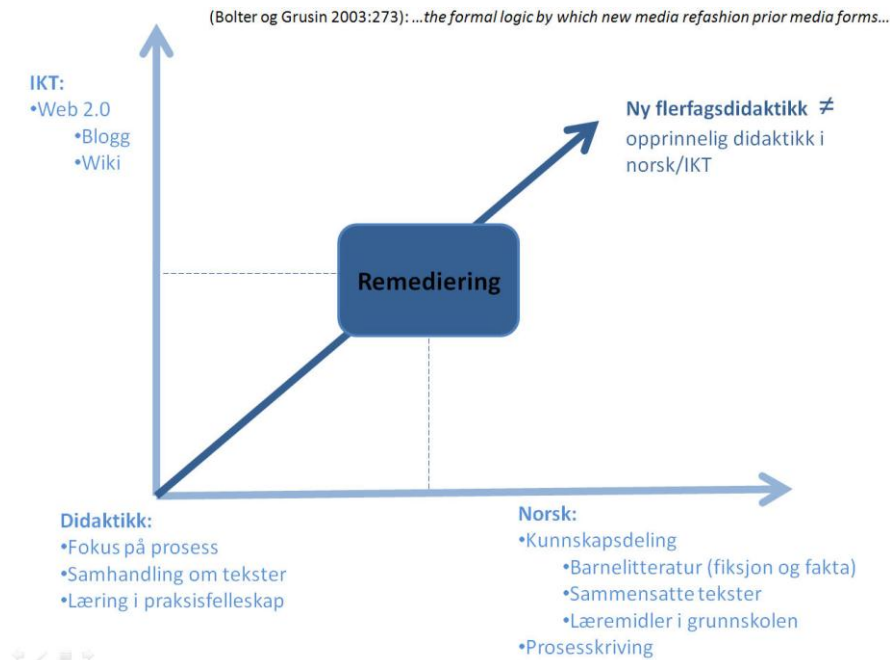 (Bolter og Grusin 2003:273): ...the formal logic by which new media refashion prior media forms...
IKT:
•Web 2.0
•Blogg
•Wiki
Ny flerfagsdidaktikk ≠
opprinnelig didaktikk i
norsk/IKT
Remediering
Didaktikk:
•Fokus på prosess
•Samhandling om tekster
•Læring i praksisfelleskap
Norsk:
•Kunnskapsdeling
•Barnelitteratur (fiksjon og fakta)
•Sammensatte tekster
•Læremidler i grunnskolen
•Prosesskriving